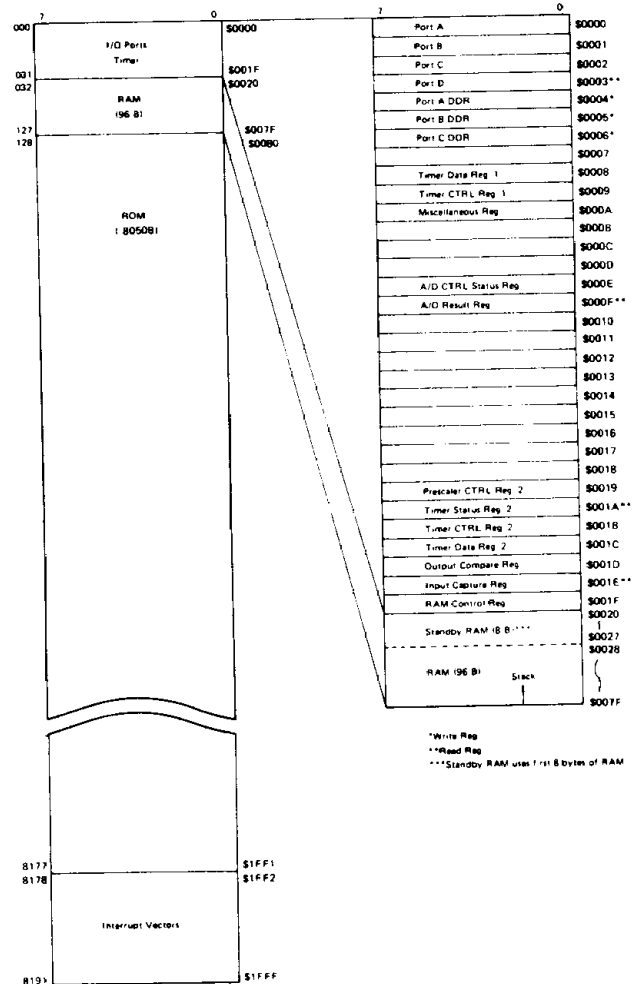 7 0
000 $0000
I/O Ports
Timer
031 $001F
032 $0020
RAM
(96 B)
127 $007F
128 $0080
ROM
(8050B)
8177 $1FF1
8178 $1FF2
Interrupt Vectors
8191 $1FFF
7 0
Port A $0000
Port B $0001
Port C $0002
Port D $0003**
Port A DDR $0004*
Port B DDR $0005*
Port C DDR $0006*
$0007
Timer Data Reg 1 $0008
Timer CTRL Reg 1 $0009
Miscellaneous Reg $000A
$000B
$000C
$000D
A/D CTRL Status Reg $000E
A/D Result Reg $000F**
$0010
$0011
$0012
$0013
$0014
$0015
$0016
$0017
$0018
Prescaler CTRL Reg 2 $0019
Timer Status Reg 2 $001A**
Timer CTRL Reg 2 $001B
Timer Data Reg 2 $001C
Output Compare Reg $001D
Input Capture Reg $001E**
RAM Control Reg $001F
$0020
Standby RAM (8 B)***
$0027
$0028
RAM (96 B) Stack
$007F
*Write Reg
**Read Reg
***Standby RAM uses first 8 bytes of RAM